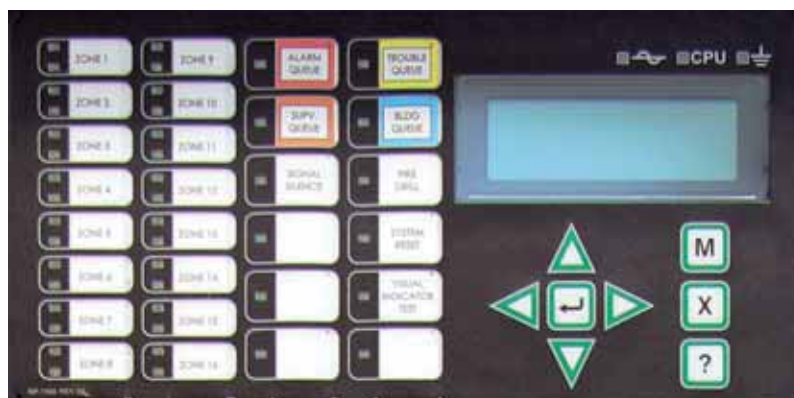 ZONE 1
ZONE 2
ZONE 3
ZONE 4
ZONE 5
ZONE 6
ZONE 7
ZONE 8
ZONE 9
ZONE 10
ZONE 11
ZONE 12
ZONE 13
ZONE 14
ZONE 15
ZONE 16
ALARM
QUEUE
SUPV.
QUEUE
SIGNAL
SILENCE
TROUBLE
QUEUE
BLDG
QUEUE
FIRE
DRILL
SYSTEM
RESET
VISUAL
INDICATOR
TEST
CPU
M
X
?